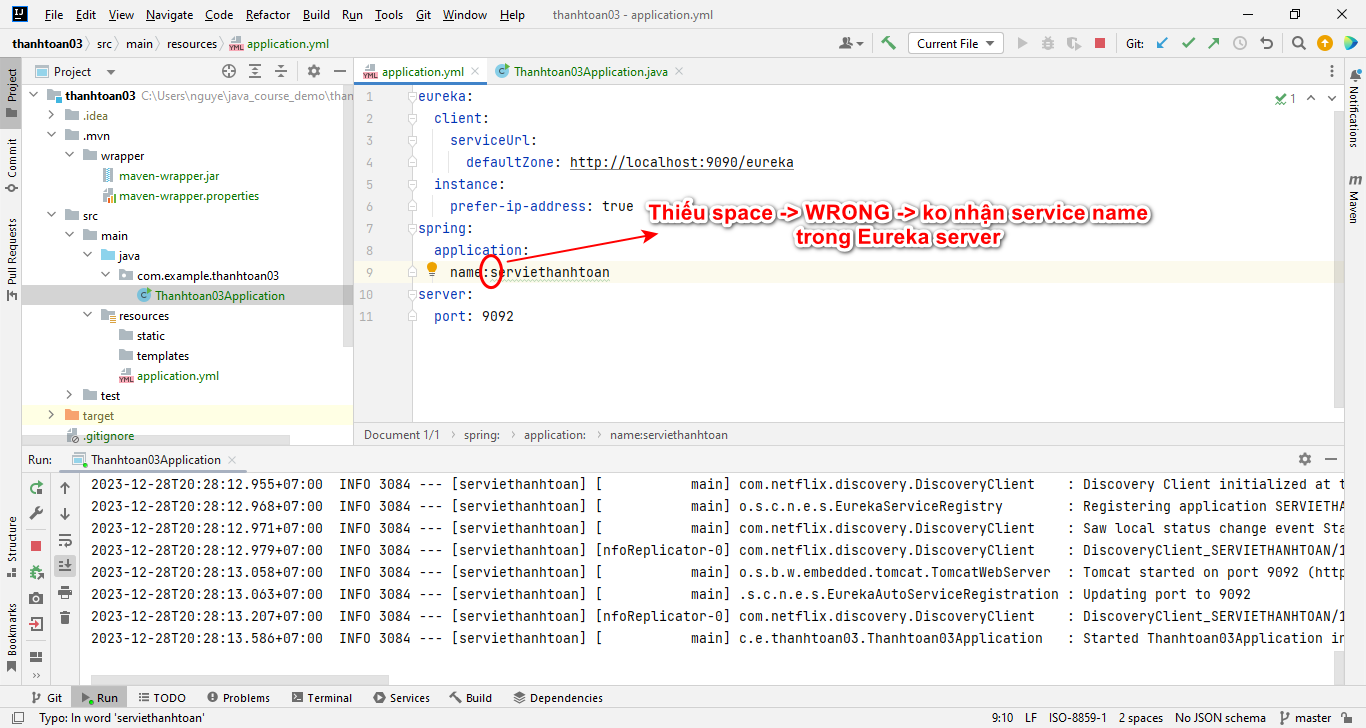 File Edit View Navigate Code Refactor Build Run Tools Git Window Help thanhtoan03 - application.yml
thanhtoan03 src main resources application.yml Current File Git:
Project
application.yml Thanhtoan03Application.java
thanhtoan03 C:\Users\nguye\java_course_demo\than
.idea
.mvn
wrapper
maven-wrapper.jar
maven-wrapper.properties
src
main
java
com.example.thanhtoan03
Thanhtoan03Application
resources
static
templates
application.yml
test
target
.gitignore
1 eureka:
2 client:
3 serviceUrl:
4 defaultZone: http://localhost:9090/eureka
5 instance:
6 prefer-ip-address: true
7 spring:
8 application:
9 name:serviethanhtoan
10 server:
11 port: 9092
1
Thiếu space -> WRONG -> ko nhận service name
trong Eureka server
Document 1/1 spring: application: name:serviethanhtoan
Project
Commit
Pull Requests
Structure
Bookmarks
Notifications
Maven
Run: Thanhtoan03Application
2023-12-28T20:28:12.955+07:00 INFO 3084 --- [serviethanhtoan] [ main] com.netflix.discovery.DiscoveryClient : Discovery Client initialized at t
2023-12-28T20:28:12.968+07:00 INFO 3084 --- [serviethanhtoan] [ main] o.s.c.n.e.s.EurekaServiceRegistry : Registering application SERVIETHA
2023-12-28T20:28:12.971+07:00 INFO 3084 --- [serviethanhtoan] [ main] com.netflix.discovery.DiscoveryClient : Saw local status change event Sta
2023-12-28T20:28:12.979+07:00 INFO 3084 --- [serviethanhtoan] [nfoReplicator-0] com.netflix.discovery.DiscoveryClient : DiscoveryClient_SERVIETHANHTOAN/1
2023-12-28T20:28:13.058+07:00 INFO 3084 --- [serviethanhtoan] [ main] o.s.b.w.embedded.tomcat.TomcatWebServer : Tomcat started on port 9092 (http
2023-12-28T20:28:13.063+07:00 INFO 3084 --- [serviethanhtoan] [ main] .s.c.n.e.s.EurekaAutoServiceRegistration : Updating port to 9092
2023-12-28T20:28:13.207+07:00 INFO 3084 --- [serviethanhtoan] [nfoReplicator-0] com.netflix.discovery.DiscoveryClient : DiscoveryClient_SERVIETHANHTOAN/1
2023-12-28T20:28:13.586+07:00 INFO 3084 --- [serviethanhtoan] [ main] c.e.thanhtoan03.Thanhtoan03Application : Started Thanhtoan03Application in
Git Run TODO Problems Terminal Services Build Dependencies
Typo: In word 'serviethanhtoan' 9:10 LF ISO-8859-1 2 spaces No JSON schema master